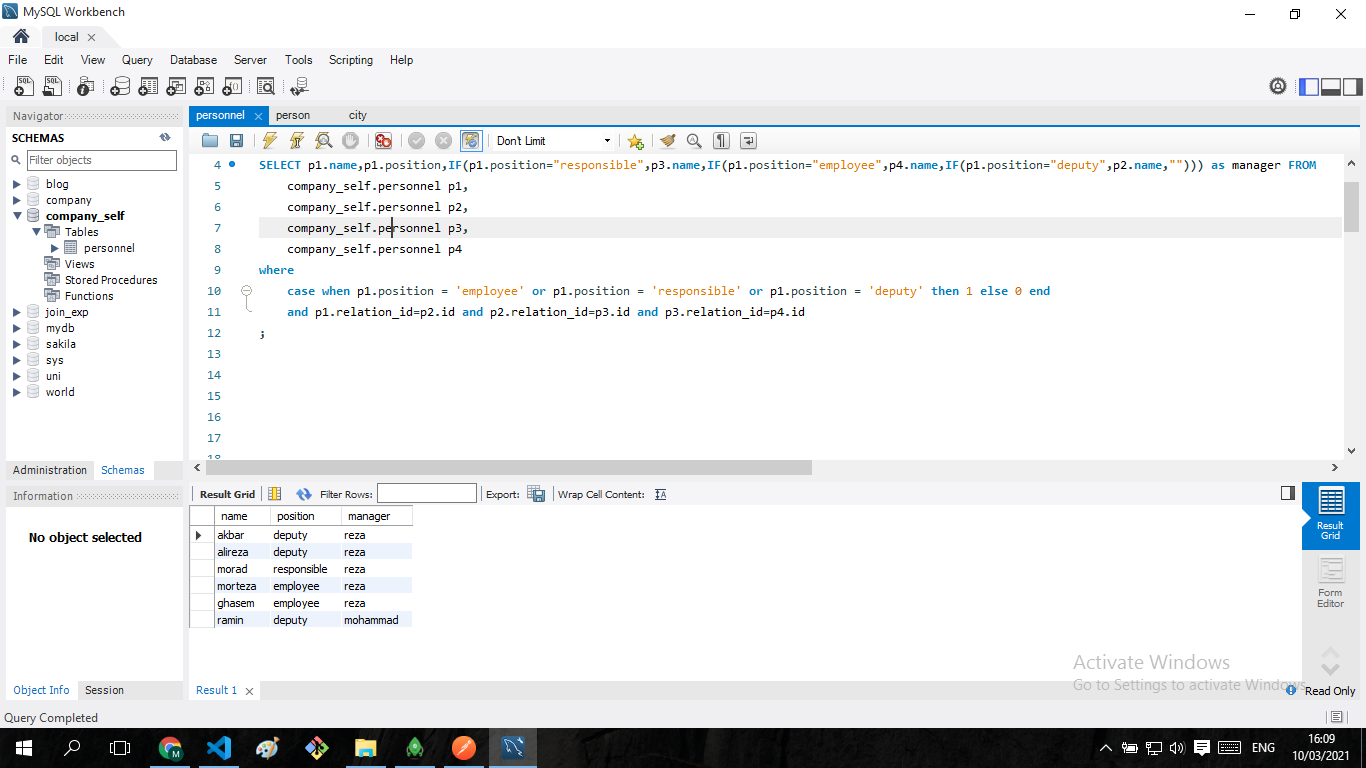 MySQL Workbench
local
File Edit View Query Database Server Tools Scripting Help
Navigator
SCHEMAS
Filter objects
blog
company
company_self
Tables
personnel
Views
Stored Procedures
Functions
join_exp
mydb
sakila
sys
uni
world
Administration Schemas
Information
No object selected
Object Info Session
personnel person city
Don't Limit
4 SELECT p1.name,p1.position,IF(p1.position="responsible",p3.name,IF(p1.position="employee",p4.name,IF(p1.position="deputy",p2.name,""))) as manager FROM
5 company_self.personnel p1,
6 company_self.personnel p2,
7 company_self.personnel p3,
8 company_self.personnel p4
9 where
10 case when p1.position = 'employee' or p1.position = 'responsible' or p1.position = 'deputy' then 1 else 0 end
11 and p1.relation_id=p2.id and p2.relation_id=p3.id and p3.relation_id=p4.id
12 ;
13
14
15
16
17
18
Result Grid Filter Rows: Export: Wrap Cell Content:
name position manager
akbar deputy reza
alireza deputy reza
morad responsible reza
morteza employee reza
ghasem employee reza
ramin deputy mohammad
Result
Grid
Form
Editor
Activate Windows
Go to Settings to activate Windows.
Result 1
Read Only
Query Completed
ENG
16:09
10/03/2021